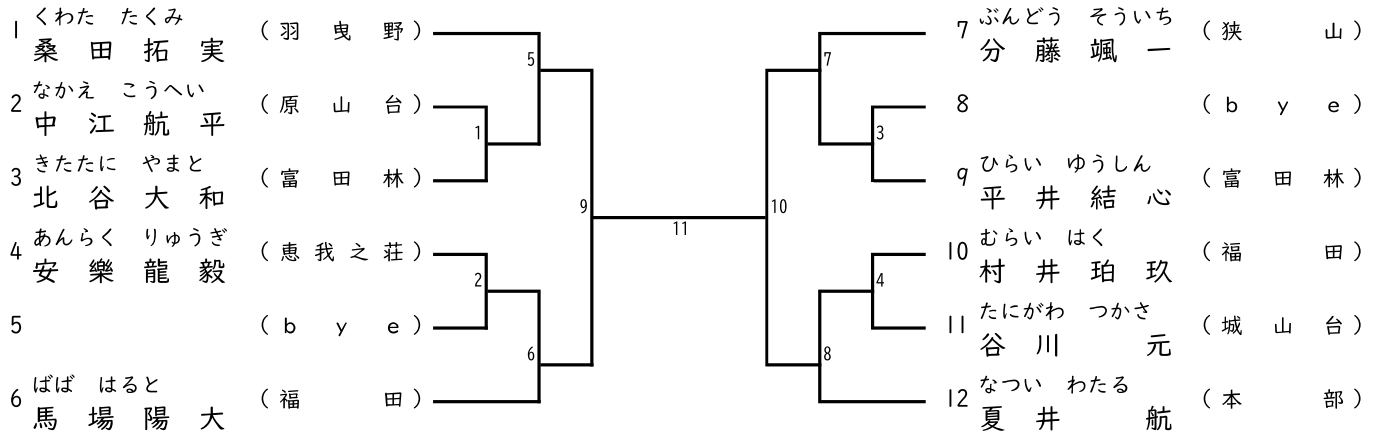 くわた たくみ
1 桑田拓実 (羽曳野)
なかえ こうへい
2 中江航平 (原山台)
きたたに やまと
3 北谷大和 (富田林)
あんらく りゅうぎ
4 安樂龍毅 (恵我之荘)
5 (bye)
ばば はると
6 馬場陽大 (福田)
5
1
9
2
6
11
7
3
10
4
8
ぶんどう そういち
7 分藤颯一 (狭山)
8 (bye)
ひらい ゆうしん
9 平井結心 (富田林)
むらい はく
10 村井珀玖 (福田)
たにがわ つかさ
11 谷川元 (城山台)
なつい わたる
12 夏井航 (本部)